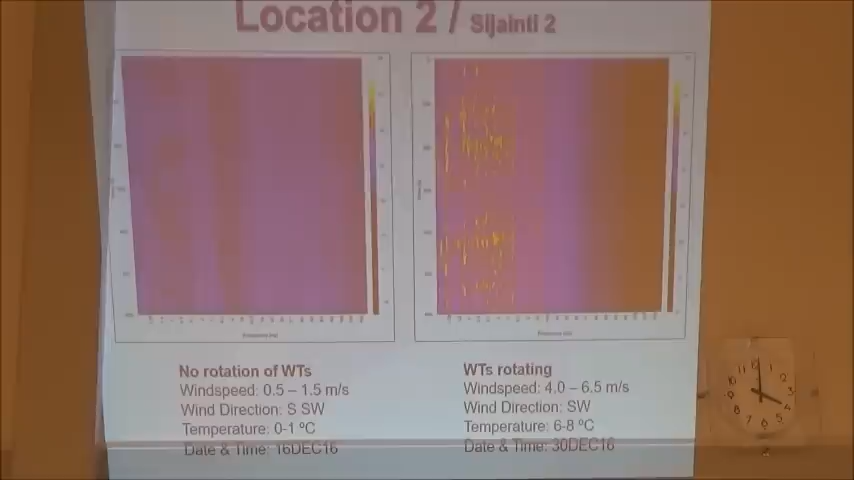 Location 2 / Sijainti 2
No rotation of WTs
Windspeed: 0.5 – 1.5 m/s
Wind Direction: S SW
Temperature: 0-1 ºC
Date & Time: 16DEC16
WTs rotating
Windspeed: 4.0 – 6.5 m/s
Wind Direction: SW
Temperature: 6-8 ºC
Date & Time: 30DEC16